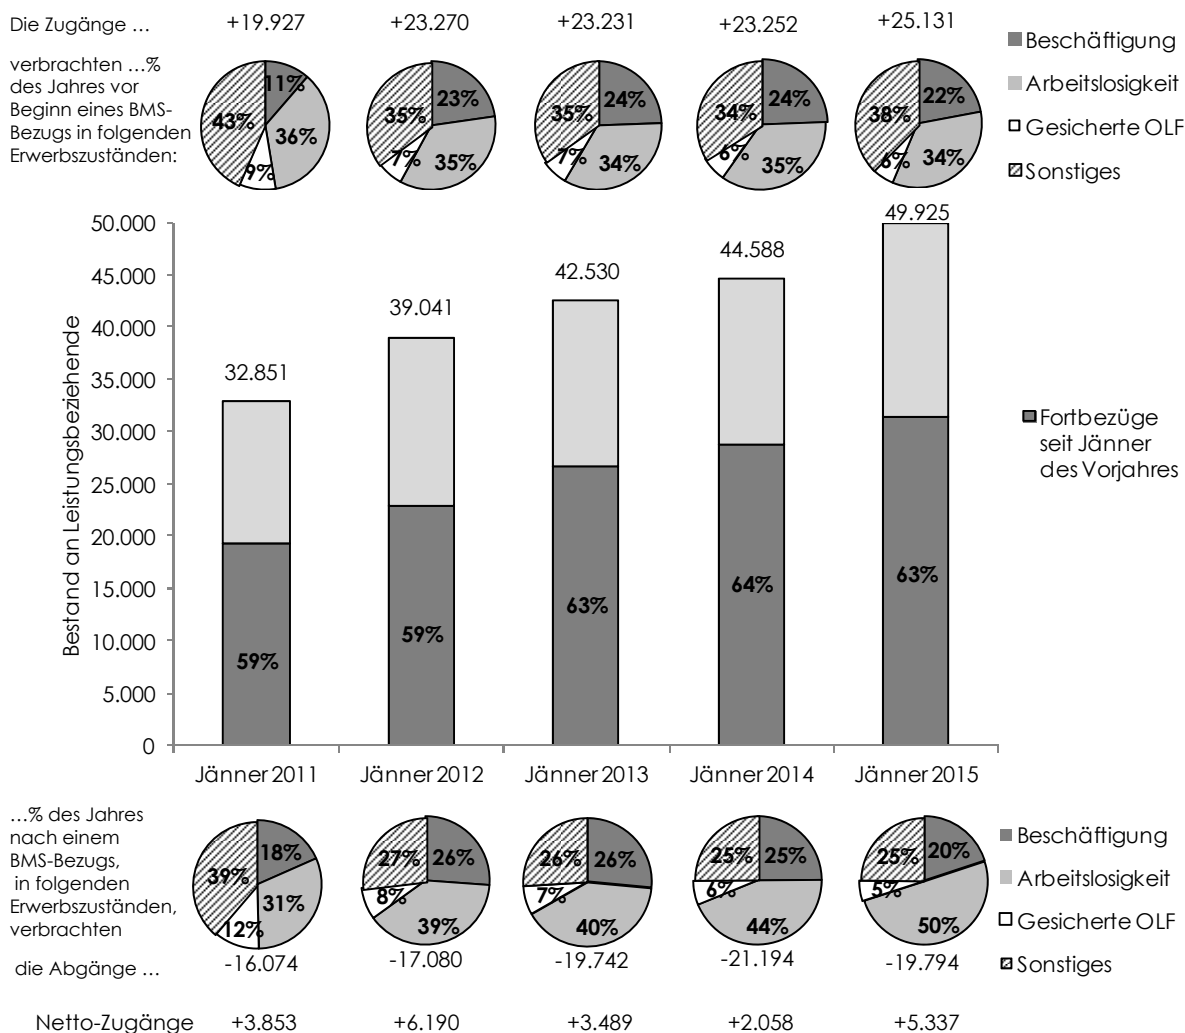 Die Zugänge ... +19.927 +23.270 +23.231 +23.252 +25.131
verbrachten ...%
des Jahres vor
Beginn eines BMS-
Bezugs in folgenden
Erwerbszuständen:
11% 36% 9% 43%
23% 35% 7% 35%
24% 34% 7% 35%
24% 35% 6% 34%
22% 34% 6% 38%
Beschäftigung
Arbeitslosigkeit
Gesicherte OLF
Sonstiges
Bestand an Leistungsbeziehende
50.000
45.000
40.000
35.000
30.000
25.000
20.000
15.000
10.000
5.000
0
32.851 39.041 42.530 44.588 49.925
59% 59% 63% 64% 63%
Fortbezüge
seit Jänner
des Vorjahres
Jänner 2011 Jänner 2012 Jänner 2013 Jänner 2014 Jänner 2015
...% des Jahres
nach einem
BMS-Bezugs,
in folgenden
Erwerbszuständen,
verbrachten
18% 31% 12% 39%
26% 39% 8% 27%
26% 40% 7% 26%
25% 44% 6% 25%
20% 50% 5% 25%
Beschäftigung
Arbeitslosigkeit
Gesicherte OLF
Sonstiges
die Abgänge ... -16.074 -17.080 -19.742 -21.194 -19.794
Netto-Zugänge +3.853 +6.190 +3.489 +2.058 +5.337